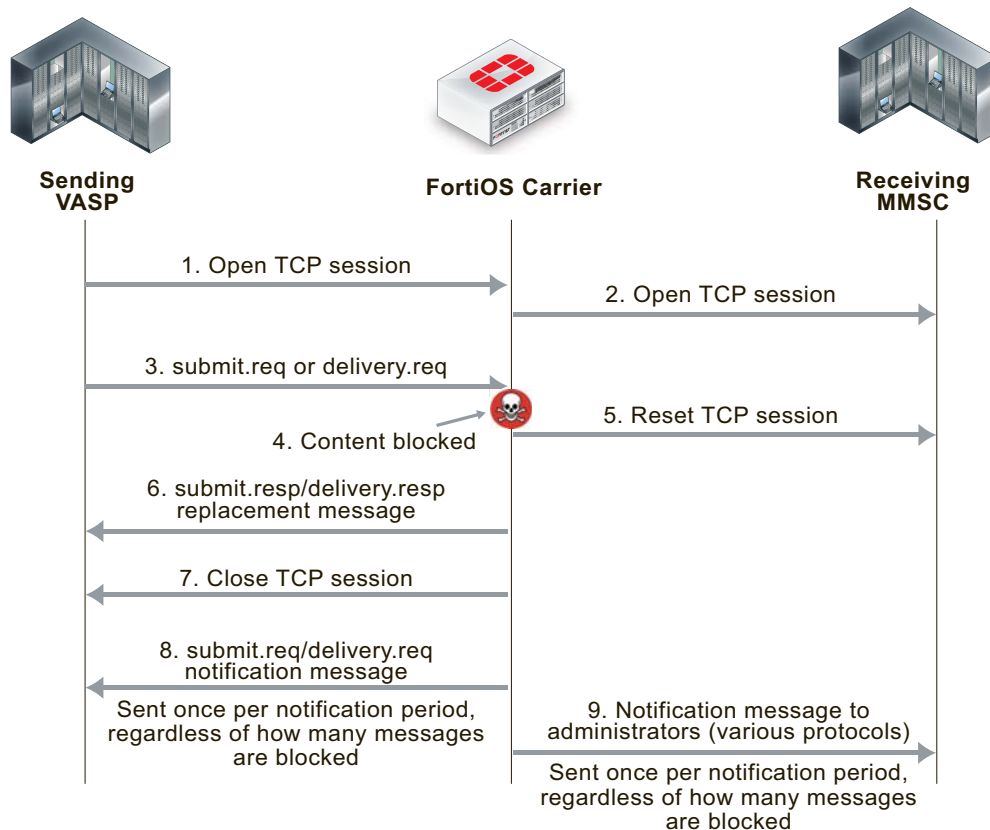 Sending
VASP
FortiOS Carrier
Receiving
MMSC
1. Open TCP session
2. Open TCP session
3. submit.req or delivery.req
4. Content blocked
5. Reset TCP session
6. submit.resp/delivery.resp
replacement message
7. Close TCP session
8. submit.req/delivery.req
notification message
Sent once per notification period,
regardless of how many messages
are blocked
9. Notification message to
administrators (various protocols)
Sent once per notification period,
regardless of how many messages
are blocked